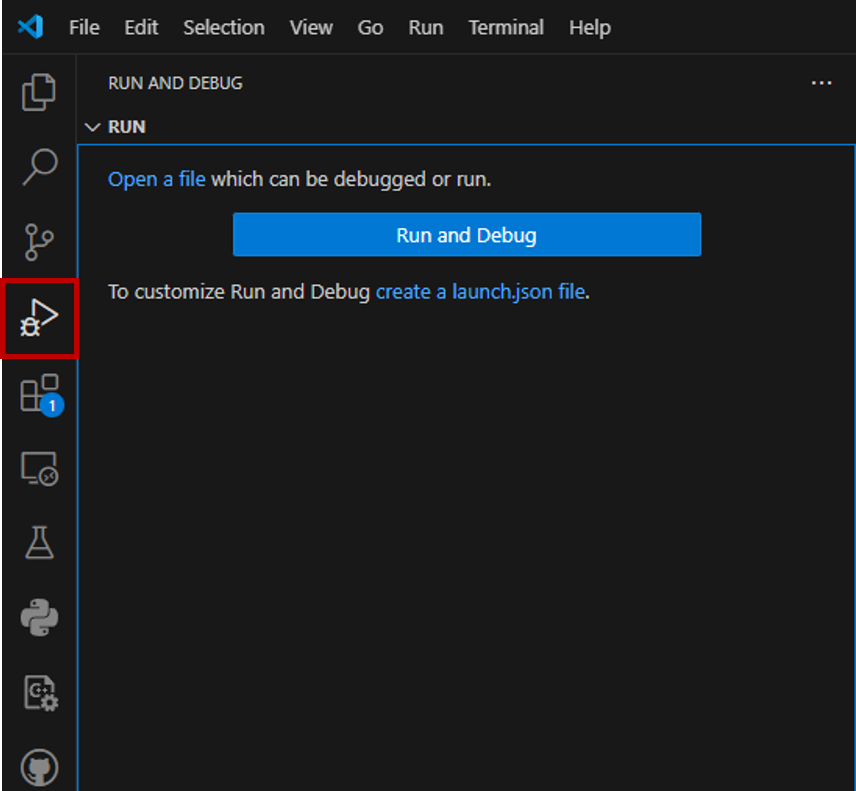 File Edit Selection View Go Run Terminal Help
RUN AND DEBUG ...
RUN
Open a file which can be debugged or run.
Run and Debug
To customize Run and Debug create a launch.json file.
1
C++